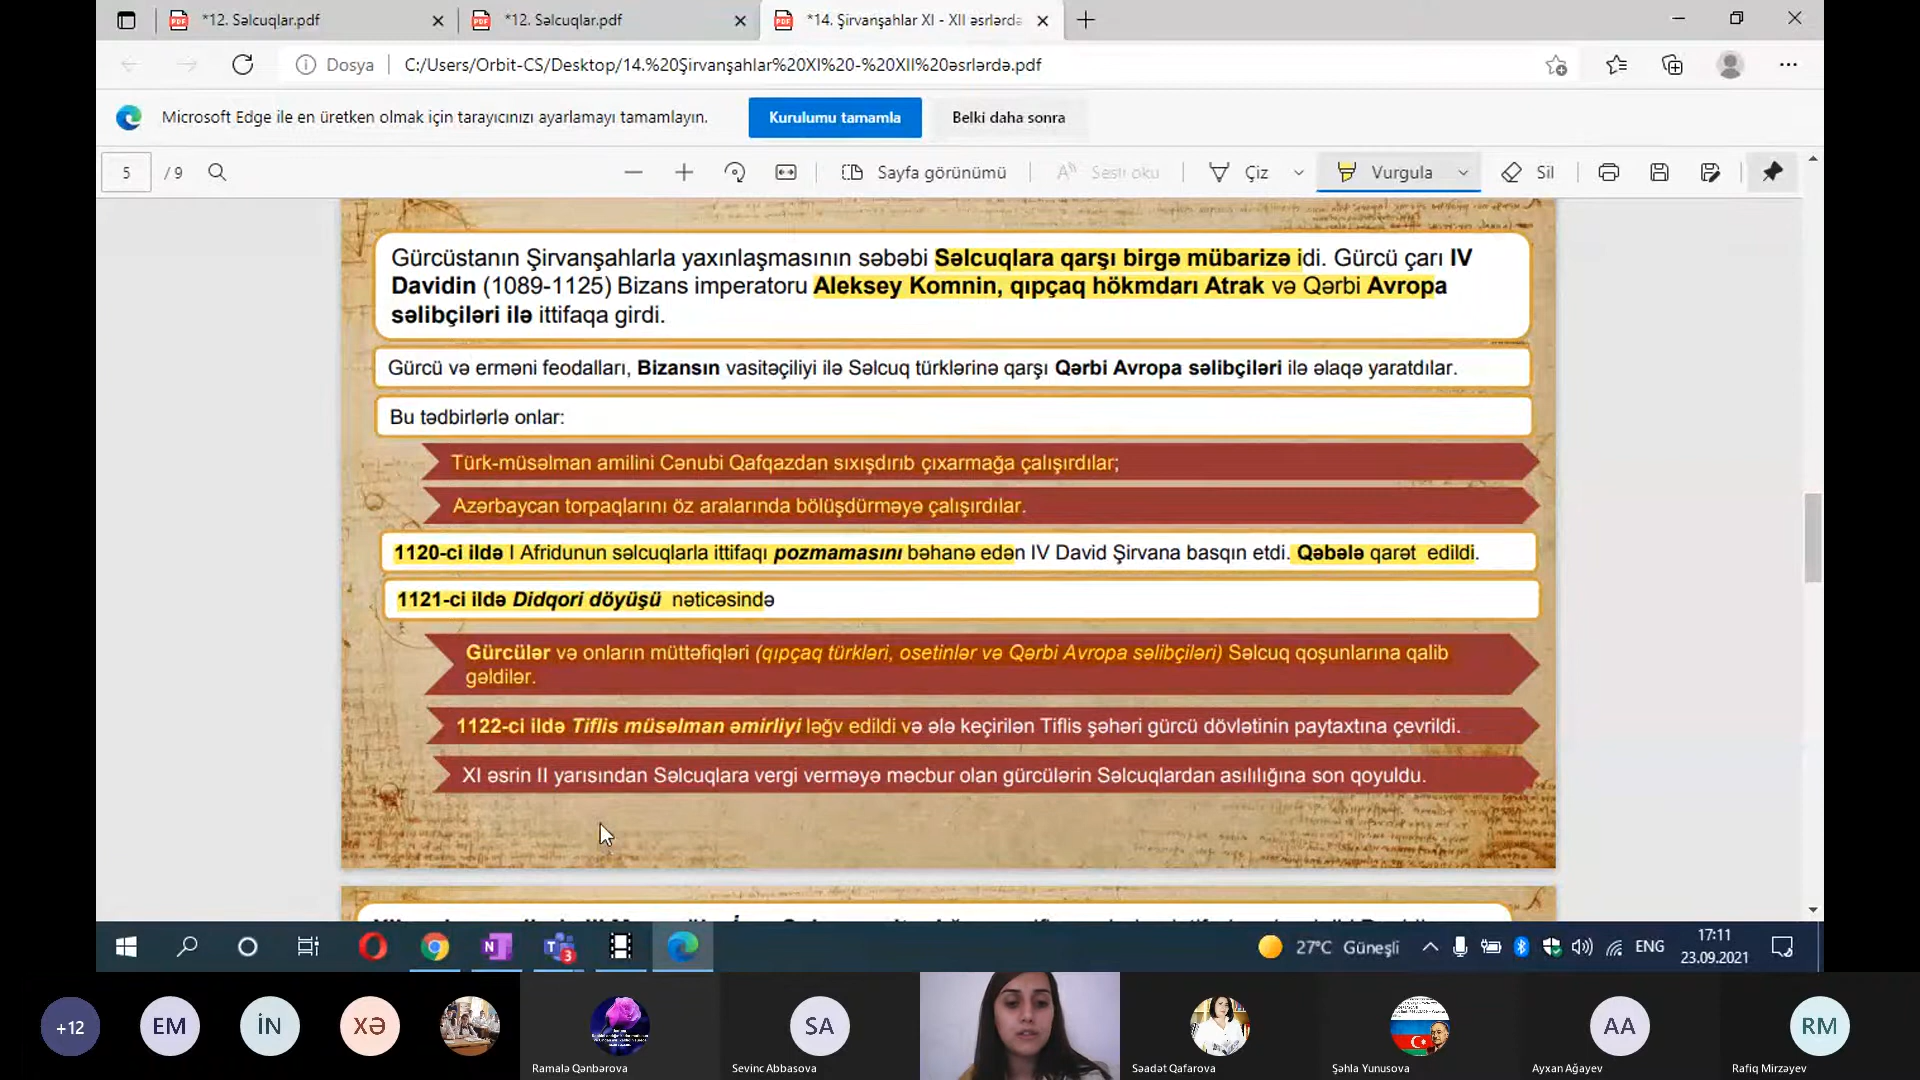 *12. Səlcuqlar.pdf
*12. Səlcuqlar.pdf
*14. Şirvanşahlar XI - XII əsrlərdə
Dosya
C:/Users/Orbit-CS/Desktop/14.%20Şirvanşahlar%20XI%20-%20XII%20əsrlərdə.pdf
Microsoft Edge ile en üretken olmak için tarayıcınızı ayarlamayı tamamlayın.
Kurulumu tamamla
Belki daha sonra
5 / 9
Sayfa görünümü
Sesli oku
Çiz
Vurgula
Sil
Gürcüstanın Şirvanşahlarla yaxınlaşmasının səbəbi Səlcuqlara qarşı birgə mübarizə idi. Gürcü çarı IV
Davidin (1089-1125) Bizans imperatoru Aleksey Komnin, qıpçaq hökmdarı Atrak və Qərbi Avropa
səlibçiləri ilə ittifaqa girdi.
Gürcü və erməni feodalları, Bizansın vasitəçiliyi ilə Səlcuq türklərinə qarşı Qərbi Avropa səlibçiləri ilə əlaqə yaratdılar.
Bu tədbirlərlə onlar:
Türk-müsəlman amilini Cənubi Qafqazdan sıxışdırıb çıxarmağa çalışırdılar;
Azərbaycan torpaqlarını öz aralarında bölüşdürməyə çalışırdılar.
1120-ci ildə I Afridunun səlcuqlarla ittifaqı pozmamasını bəhanə edən IV David Şirvana basqın etdi. Qəbələ qarət edildi.
1121-ci ildə Didqori döyüşü nəticəsində
Gürcülər və onların müttəfiqləri (qıpçaq türkləri, osetinlər və Qərbi Avropa səlibçiləri) Səlcuq qoşunlarına qalib
gəldilər.
1122-ci ildə Tiflis müsəlman əmirliyi ləğv edildi və ələ keçirilən Tiflis şəhəri gürcü dövlətinin paytaxtına çevrildi.
XI əsrin II yarısından Səlcuqlara vergi verməyə məcbur olan gürcülərin Səlcuqlardan asılılığına son qoyuldu.
3
27°C Güneşli
ENG
17:11
23.09.2021
+12
EM
İN
XƏ
Ramalə Qənbərova
SA
Sevinc Abbasova
Səadət Qafarova
Şəhla Yunusova
AA
Ayxan Ağayev
RM
Rafiq Mirzəyev